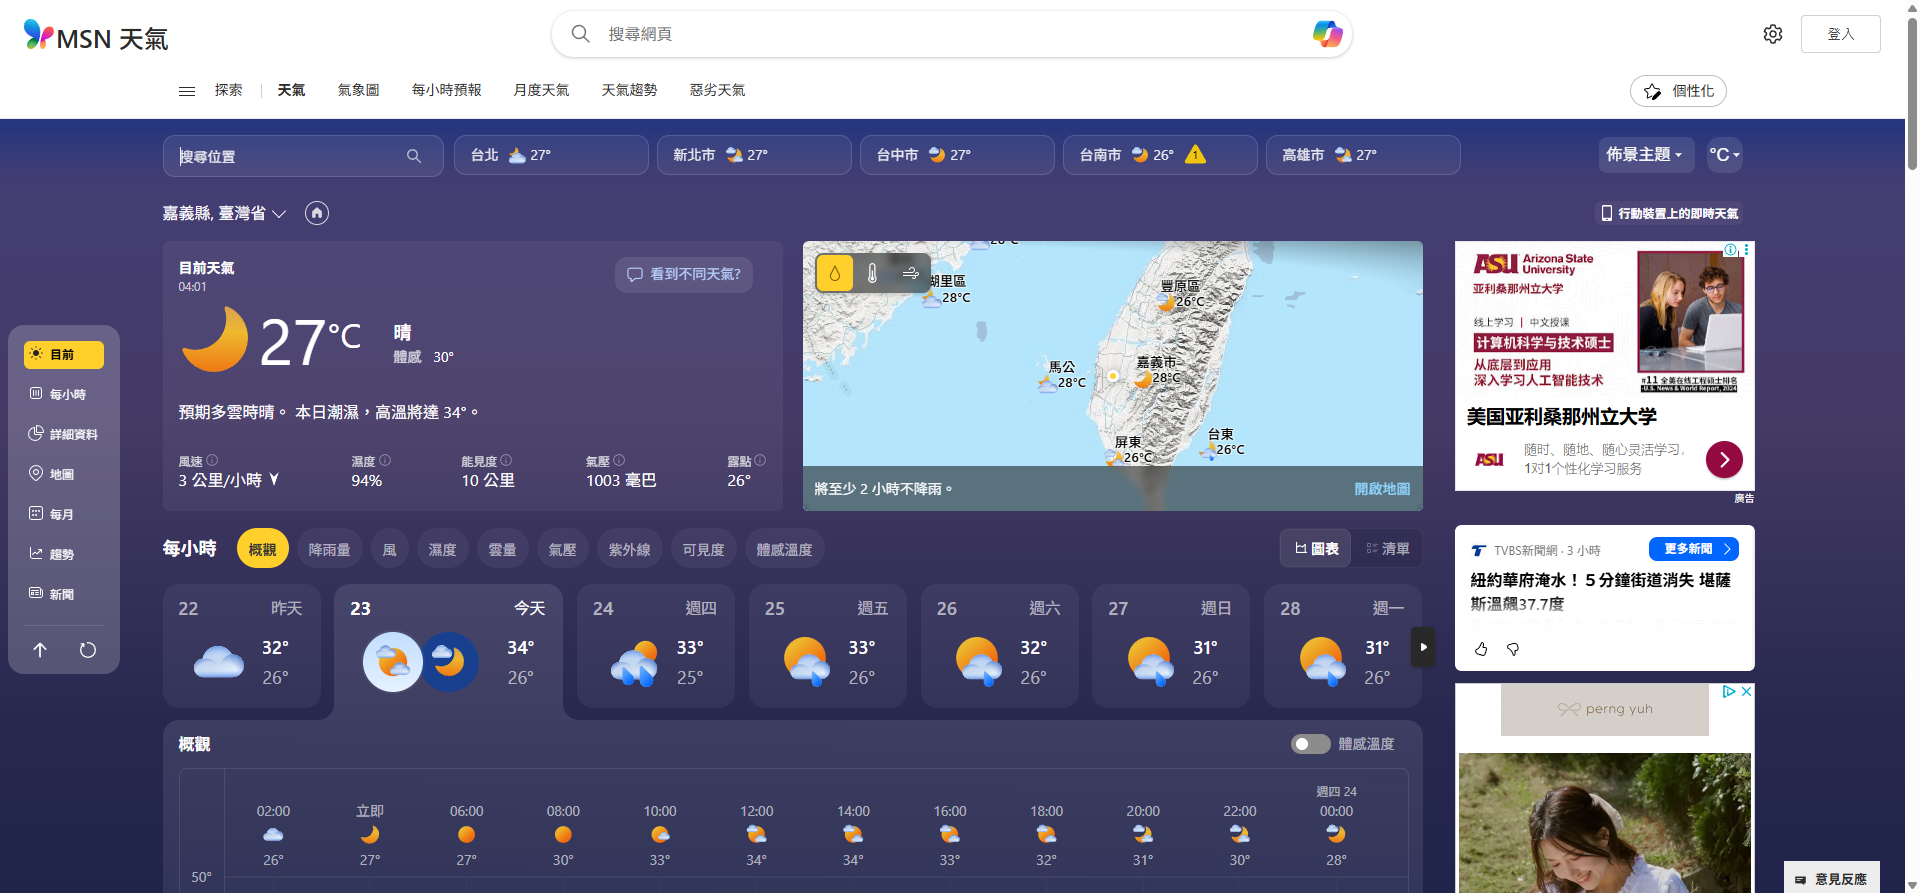 MSN 天氣
搜尋網頁
登入
探索
天氣
氣象圖
每小時預報
月度天氣
天氣趨勢
惡劣天氣
個性化
搜尋位置
台北 27°
新北市 27°
台中市 27°
台南市 26° 1
高雄市 27°
佈景主題
°C
嘉義縣, 臺灣省
行動裝置上的即時天氣
目前天氣
04:01
看到不同天氣?
27°C
晴
體感 30°
預期多雲時晴。 本日潮濕，高溫將達 34°。
風速
3 公里/小時
濕度
94%
能見度
10 公里
氣壓
1003 毫巴
露點
26°
湖里區
28°C
豐原區
26°C
馬公
28°C
嘉義市
28°C
屏東
26°C
台東
26°C
將至少 2 小時不降雨。
開啟地圖
目前
每小時
詳細資料
地圖
每月
趨勢
新聞
ASU Arizona State University
亚利桑那州立大学
线上学习 | 中文授课
计算机科学与技术硕士
从底层到应用
深入学习人工智能技术
#11 全美在线工程硕士排名
-U.S. News & World Report, 2024
美国亚利桑那州立大学
ASU
随时、随地、随心灵活学习，
1对1个性化学习服务
廣告
每小時
概觀
降雨量
風
濕度
雲量
氣壓
紫外線
可見度
體感溫度
圖表
清單
22 昨天
32°
26°
23 今天
34°
26°
24 週四
33°
25°
25 週五
33°
26°
26 週六
32°
26°
27 週日
31°
26°
28 週一
31°
26°
TVBS新聞網 · 3 小時
更多新聞
紐約華府淹水！５分鐘街道消失 堪薩
斯溫飆37.7度
perng yuh
概觀
體感溫度
週四 24
02:00
立即
06:00
08:00
10:00
12:00
14:00
16:00
18:00
20:00
22:00
00:00
26°
27°
27°
30°
33°
34°
34°
33°
32°
31°
30°
28°
50°
意見反應